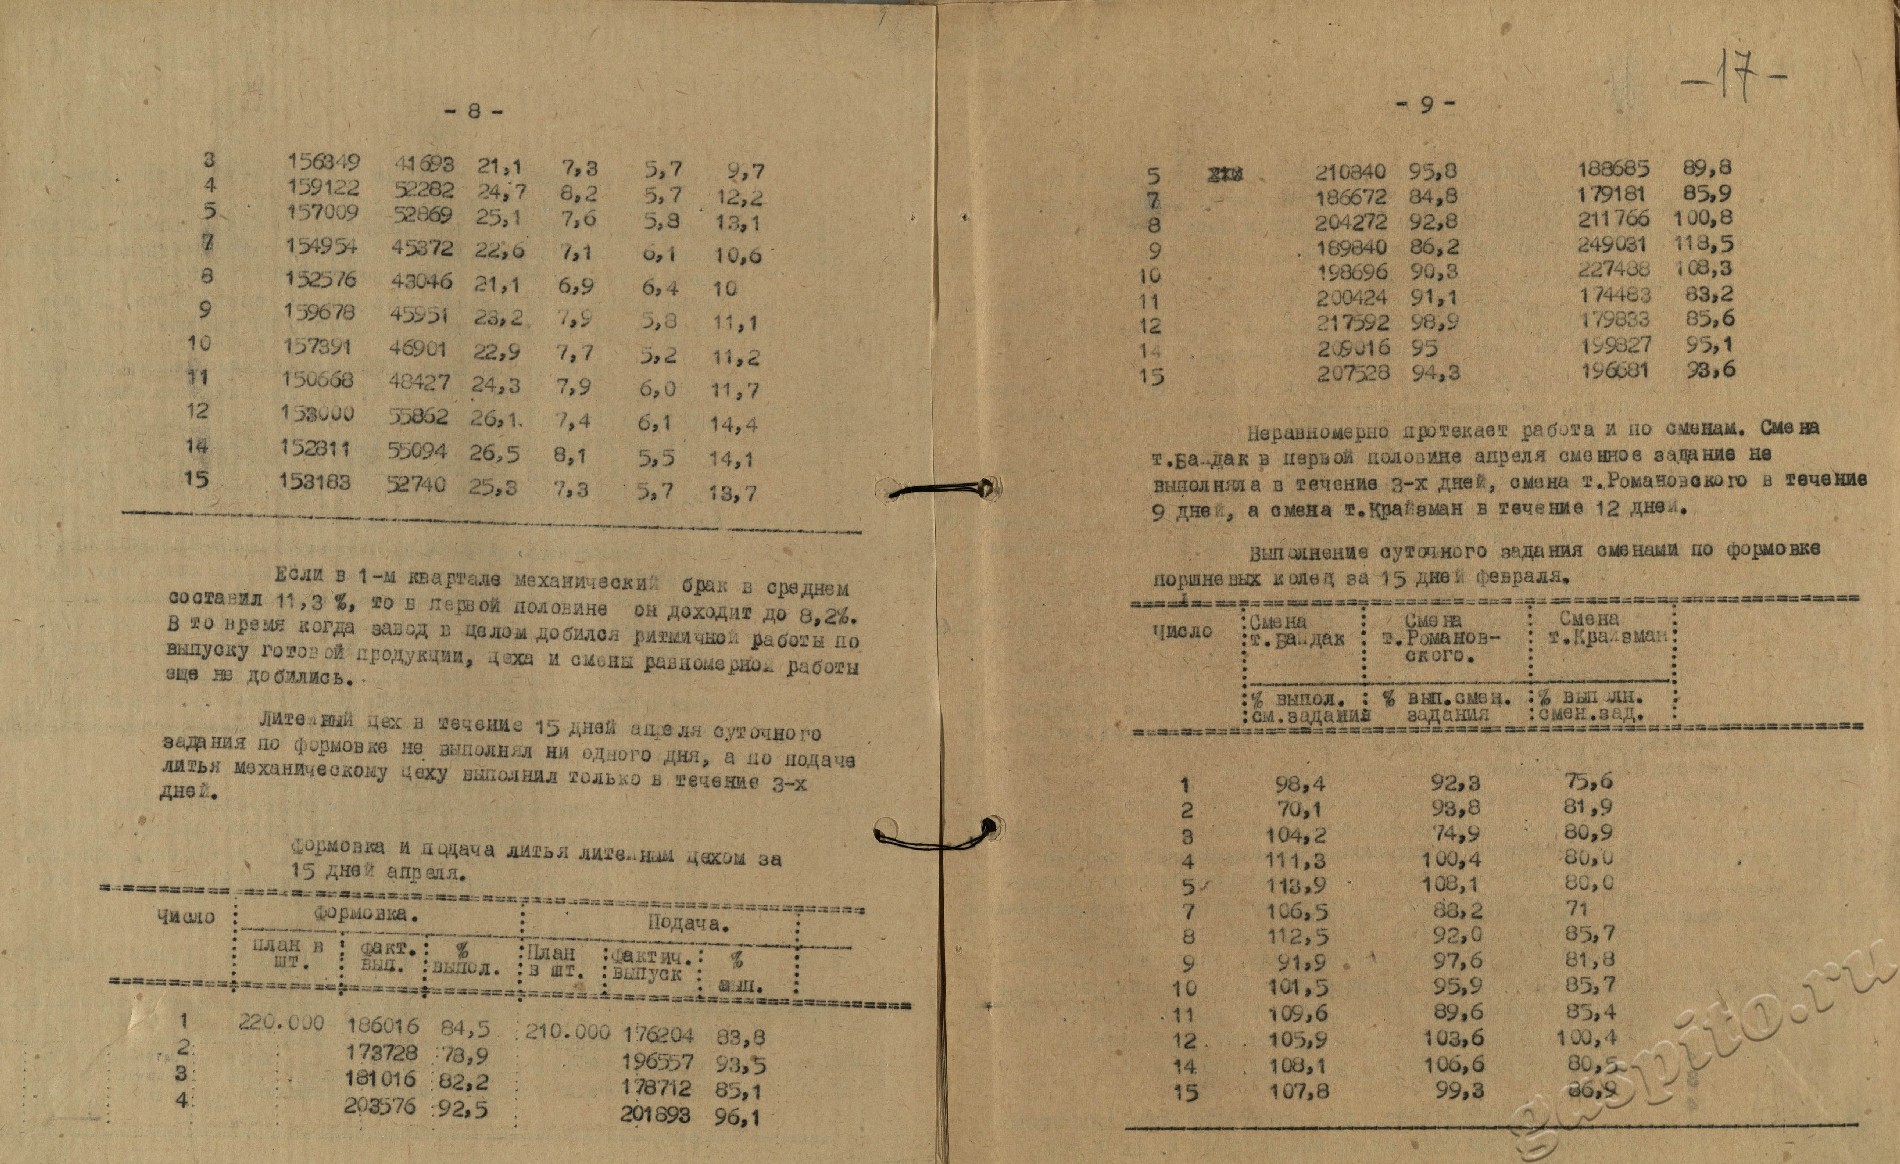 - 8 -
3 156349 41693 21,1 7,3 5,7 9,7
4 159122 52282 24,7 8,2 5,7 12,2
5 157009 52869 25,1 7,6 5,8 13,1
7 154954 45372 22,6 7,1 6,1 10,6
8 152576 43046 21,1 6,9 6,4 10
9 159678 45951 23,2 7,9 5,8 11,1
10 157391 46901 22,9 7,7 5,2 11,2
11 150668 48427 24,3 7,9 6,0 11,7
12 153000 55862 26,1 7,4 6,1 14,4
14 152811 55094 26,5 8,1 5,5 14,1
15 153183 52740 25,3 7,3 5,7 13,7
Если в 1-м квартале механический брак в среднем
составил 11,3 %, то в первой половине он доходит до 8,2%.
В то время когда завод в целом добился ритмичной работы по
выпуску готовой продукции, цеха и смены равномерной работы
еще не добились.
Литейный цех в течение 15 дней апреля суточного
задания по формовке не выполнял ни одного дня, а по подаче
литья механическому цеху выполнил только в течение 3-х
дней.
Формовка и подача литья литейным цехом за
15 дней апреля.
Число Формовка. Подача.
План в факт. % План фактич. %
шт. вып. выпол. в шт. выпуск вып.
1 220.000 186016 84,5 210.000 176204 83,8
2 173728 78,9 196557 93,5
3 181016 82,2 178712 85,1
4 203576 92,5 201893 96,1
-17-
- 9 -
5 210840 95,8 188685 89,8
7 186672 84,8 179181 85,9
8 204272 92,8 211766 100,8
9 189840 86,2 249031 118,5
10 198696 90,3 227488 108,3
11 200424 91,1 174483 83,2
12 217592 98,9 179833 85,6
14 209016 95 199827 95,1
15 207528 94,3 196681 93,6
Неравномерно протекает работа и по сменам. Смена
т.Байдак в первой половине апреля сменное задание не
выполняла в течение 3-х дней, смена т.Романовского в течение
9 дней, а смена т.Крайзман в течение 12 дней.
Выполнение суточного задания сменами по формовке
поршневых колец за 15 дней февраля.
Число Смена Смена Смена
т.Байдак т.Романов- т.Крайзман
ского.
% выпол. % вып.смен. % выполн.
см.задания задания смен.зад.
1 98,4 92,3 75,6
2 70,1 93,8 81,9
3 104,2 74,9 80,9
4 111,3 100,4 80,0
5 113,9 108,1 80,0
7 106,5 88,2 71
8 112,5 92,0 85,7
9 91,9 97,6 81,8
10 101,5 95,9 85,7
11 109,6 89,6 85,4
12 105,9 103,6 100,4
14 108,1 106,6 80,5
15 107,8 99,3 86,9
gaspito.ru